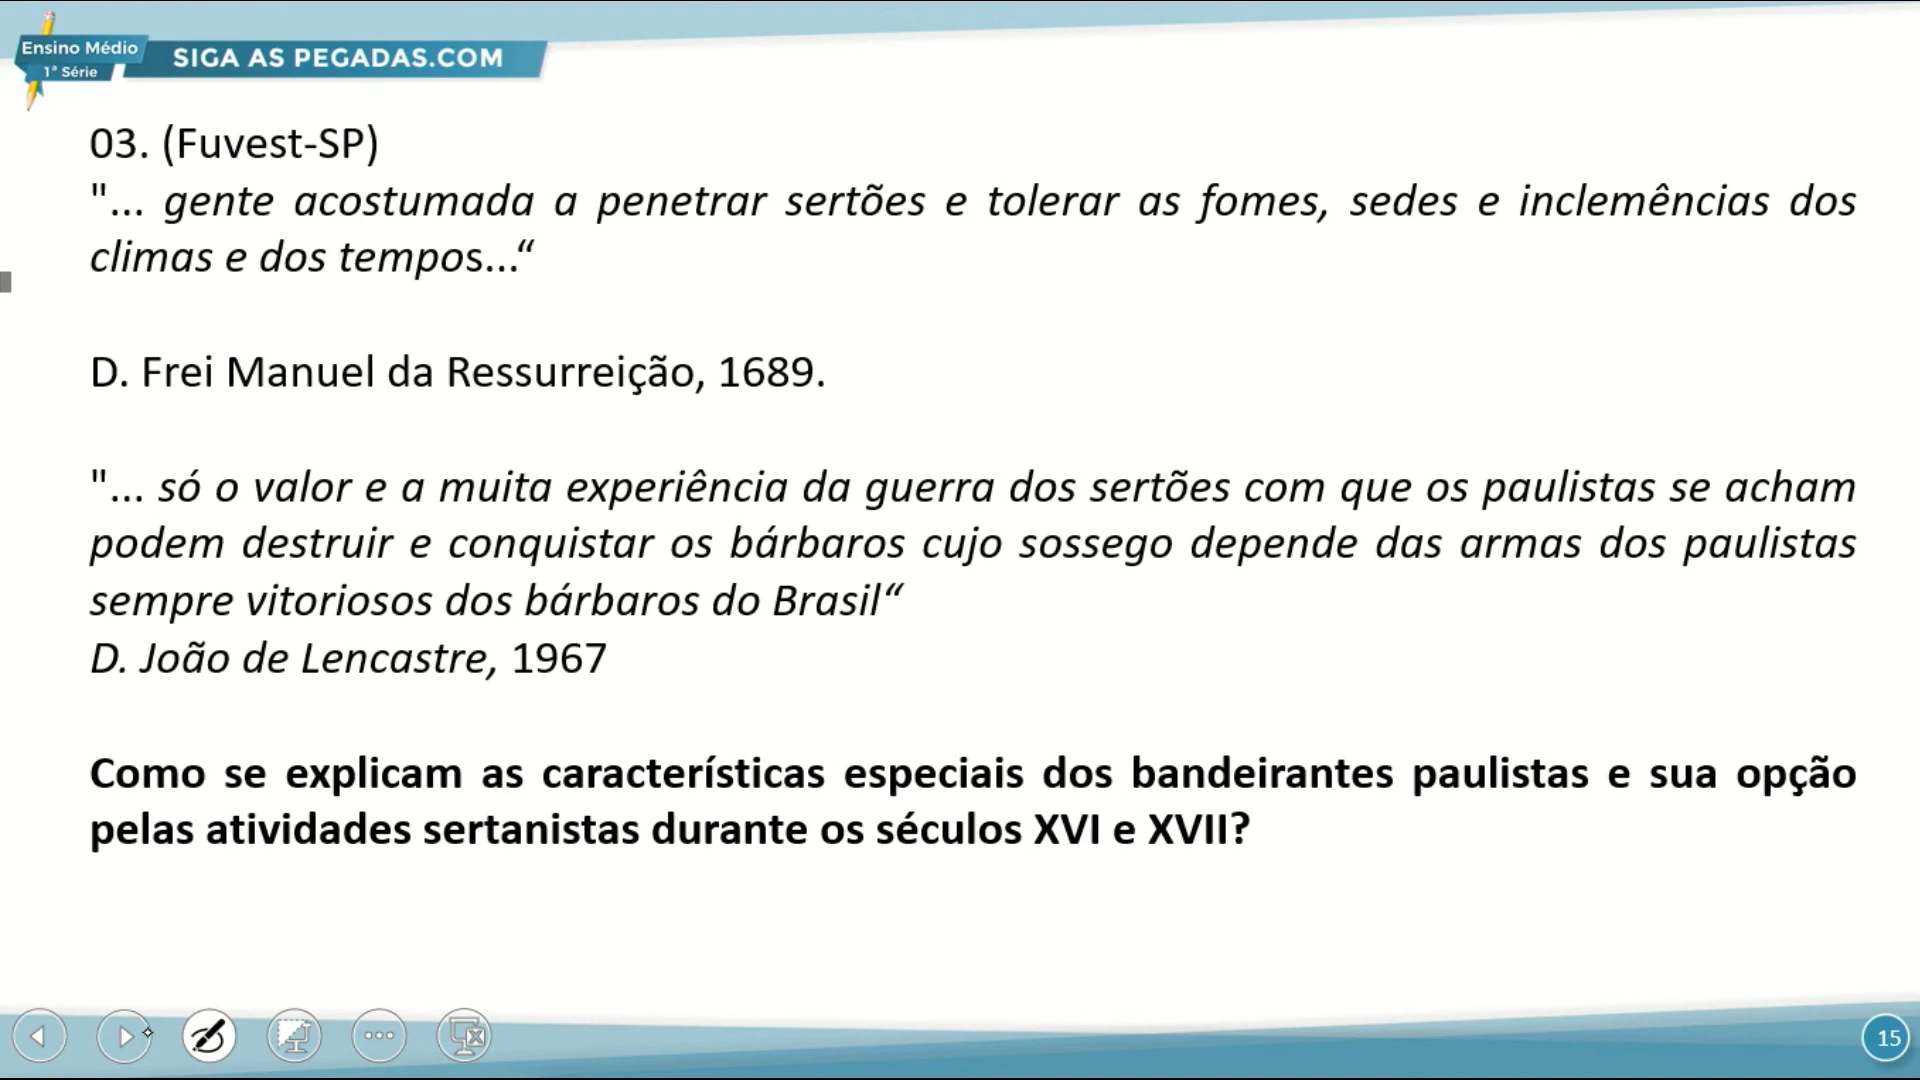 Ensino Médio
1ª Série
SIGA AS PEGADAS.COM
03. (Fuvest-SP)
"... gente acostumada a penetrar sertões e tolerar as fomes, sedes e inclemências dos
climas e dos tempos...“
D. Frei Manuel da Ressurreição, 1689.
"... só o valor e a muita experiência da guerra dos sertões com que os paulistas se acham
podem destruir e conquistar os bárbaros cujo sossego depende das armas dos paulistas
sempre vitoriosos dos bárbaros do Brasil“
D. João de Lencastre, 1967
Como se explicam as características especiais dos bandeirantes paulistas e sua opção
pelas atividades sertanistas durante os séculos XVI e XVII?
15